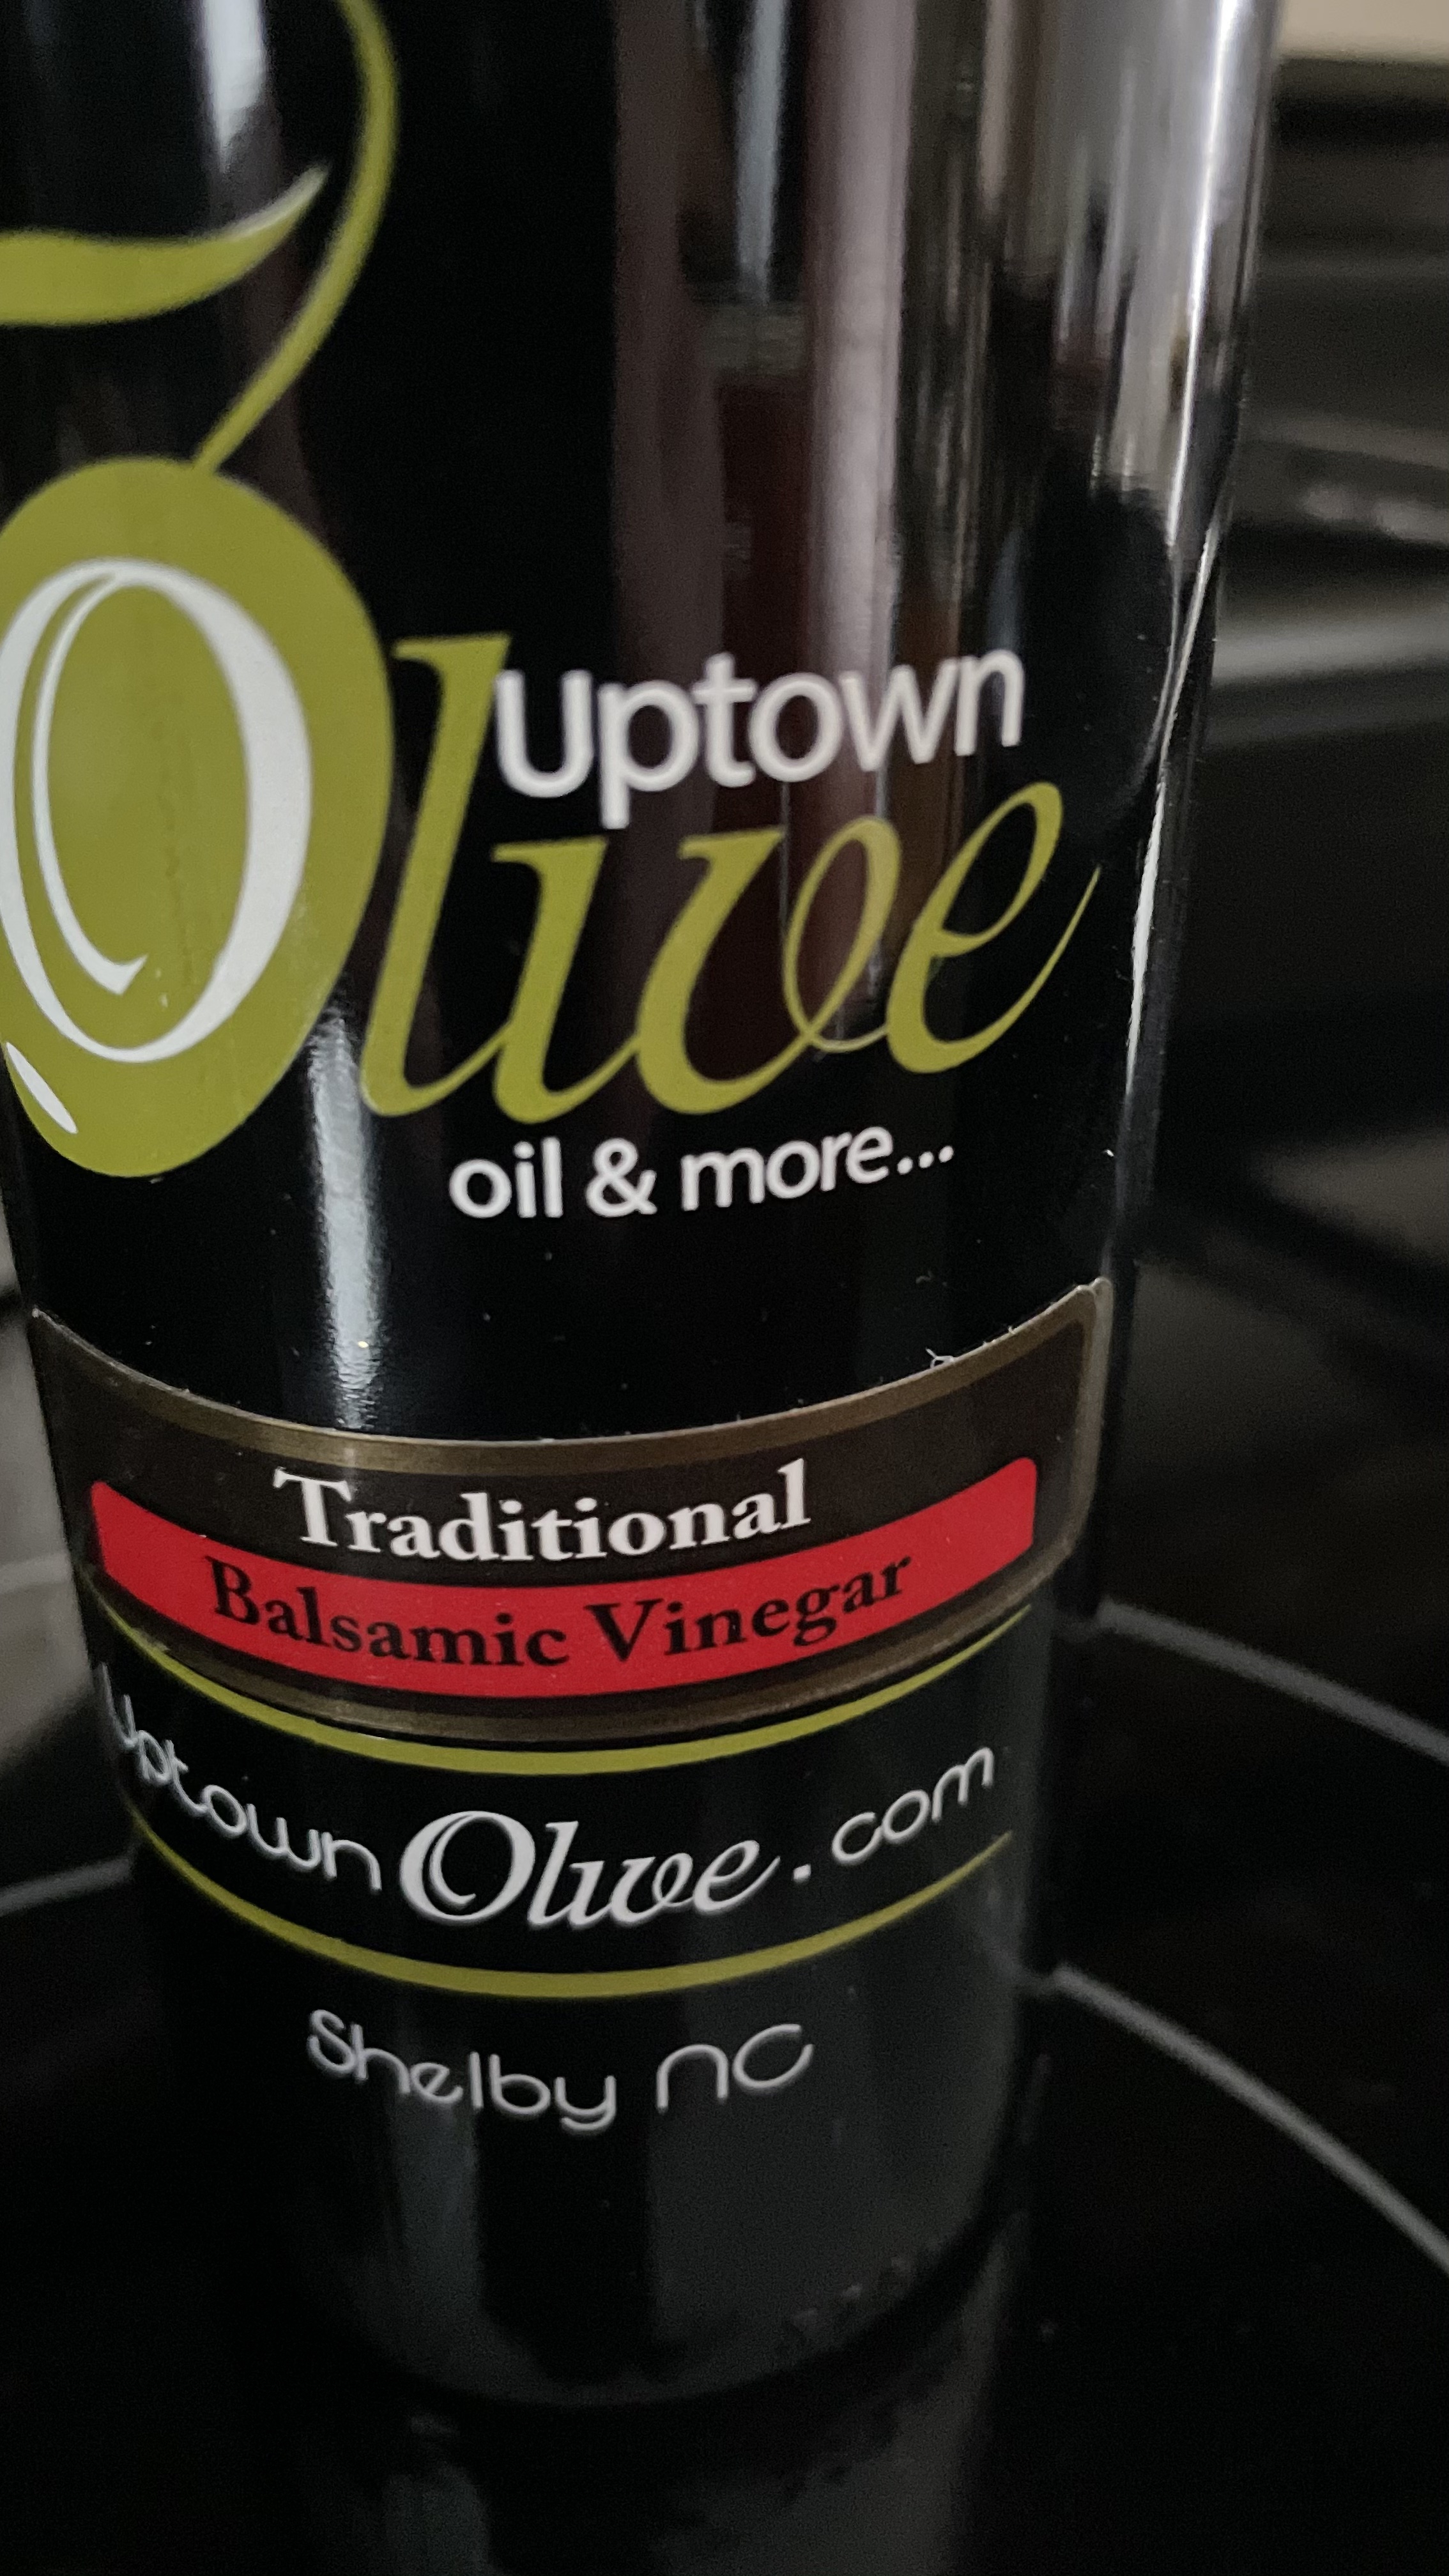 Uptown
Olive
oil & more...
Traditional
Balsamic Vinegar
UptownOlive.com
Shelby NC